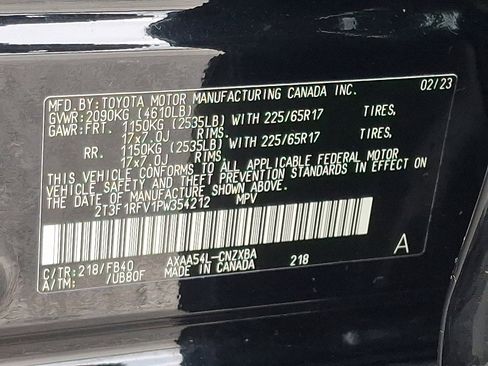 MFD.BY:TOYOTA MOTOR MANUFACTURING CANADA INC. 02/23
GVWR:2090KG (4610LB)
GAWR:FRT. 1150KG (2535LB) WITH 225/65R17 TIRES,
17x7.0J RIMS.
RR. 1150KG (2535LB) WITH 225/65R17 TIRES,
17x7.0J RIMS.
THIS VEHICLE CONFORMS TO ALL APPLICABLE FEDERAL MOTOR
VEHICLE SAFETY AND THEFT PREVENTION STANDARDS IN EFFECT ON
THE DATE OF MANUFACTURE SHOWN ABOVE.
2T3F1RFV1PW354212 MPV
C/TR:218/FB40 AXAA54L-CNZXBA 218 A
A/TM: /UB80F MADE IN CANADA